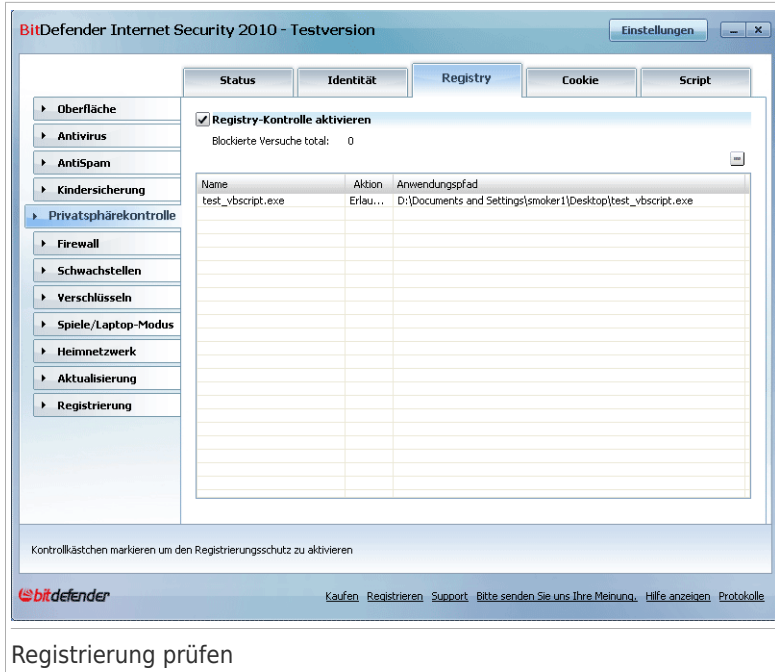 BitDefender Internet Security 2010 - Testversion
Einstellungen
Status Identität Registry Cookie Script
Oberfläche
Antivirus
AntiSpam
Kindersicherung
Privatsphärekontrolle
Firewall
Schwachstellen
Verschlüsseln
Spiele/Laptop-Modus
Heimnetzwerk
Aktualisierung
Registrierung
Registry-Kontrolle aktivieren
Blockierte Versuche total: 0
Name Aktion Anwendungspfad
test_vbscript.exe Erlau... D:\Documents and Settings\smoker1\Desktop\test_vbscript.exe
Kontrollkästchen markieren um den Registrierungsschutz zu aktivieren
bitdefender
Kaufen Registrieren Support Bitte senden Sie uns Ihre Meinung. Hilfe anzeigen Protokolle
Registrierung prüfen